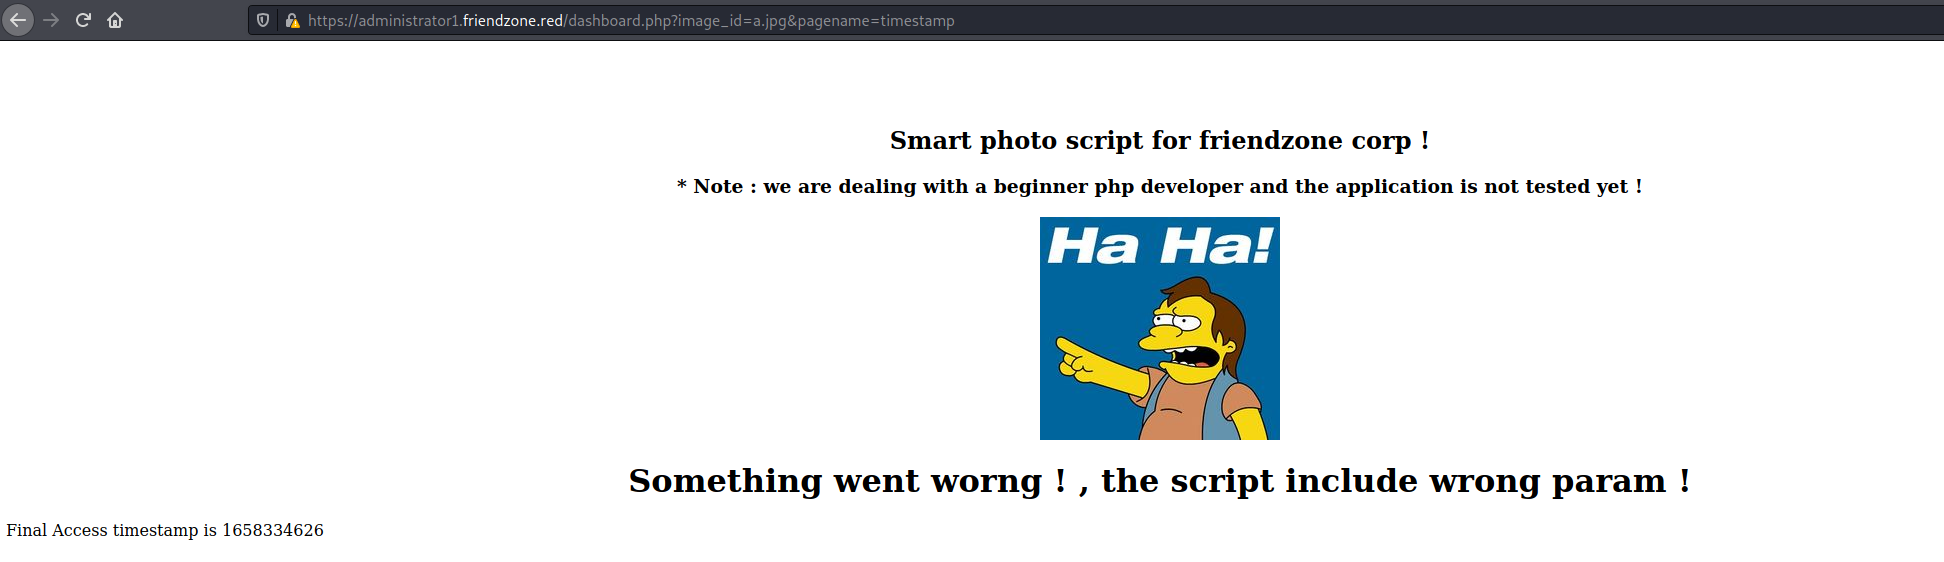 https://administrator1.friendzone.red/dashboard.php?image_id=a.jpg&pagename=timestamp
Smart photo script for friendzone corp !
* Note : we are dealing with a beginner php developer and the application is not tested yet !
Ha Ha!
Something went worng ! , the script include wrong param !
Final Access timestamp is 1658334626